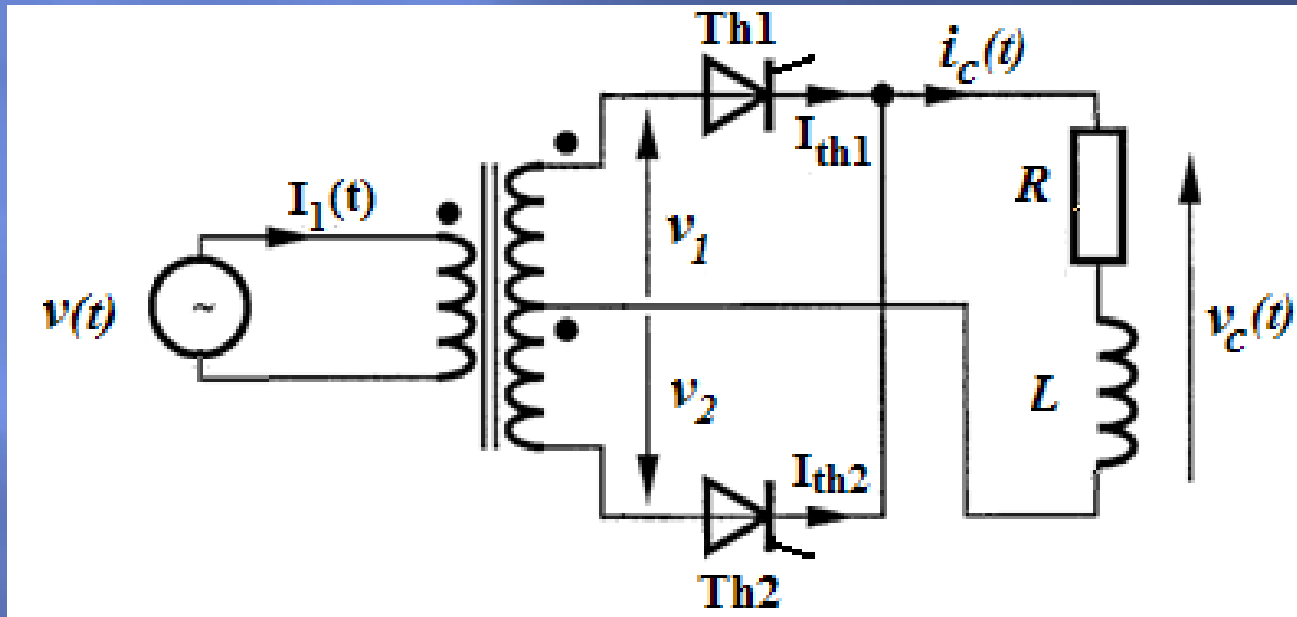 Th1
i_c(t)
I_th1
I_1(t)
R
v_1
v(t)
~
v_c(t)
v_2
L
I_th2
Th2